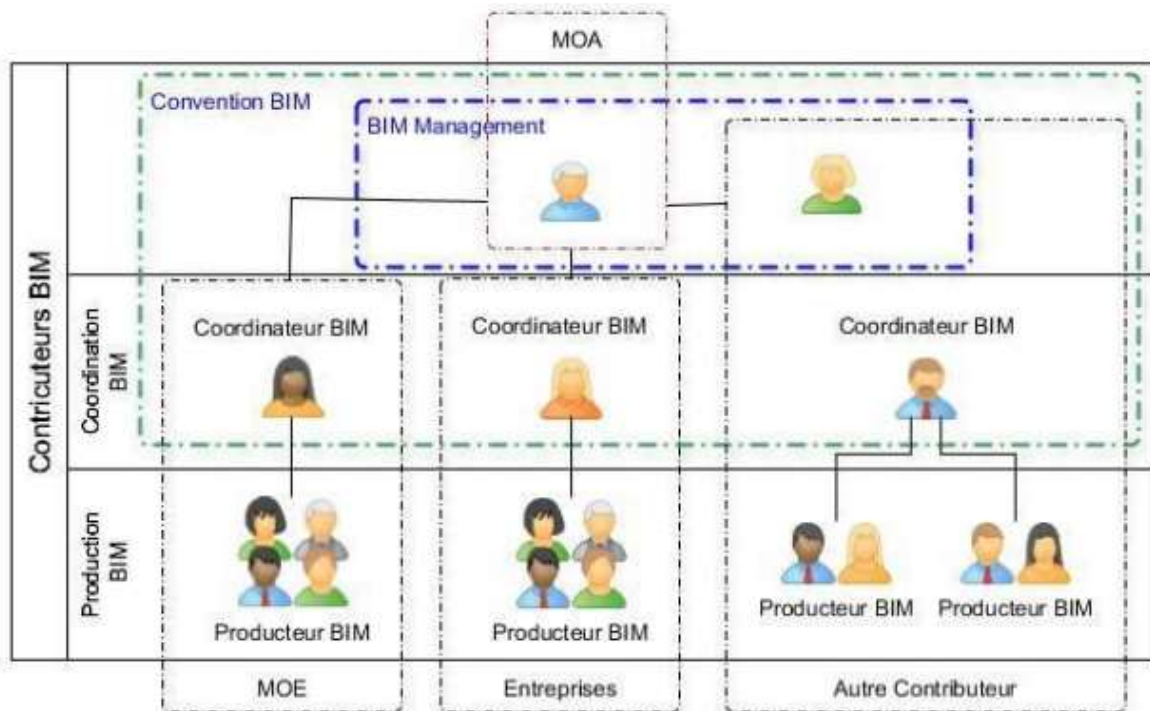 MOA
Convention BIM
BIM Management
Contricuteurs BIM
Coordination
BIM
Coordinateur BIM
Coordinateur BIM
Coordinateur BIM
Production
BIM
Producteur BIM
Producteur BIM
Producteur BIM
Producteur BIM
MOE
Entreprises
Autre Contributeur